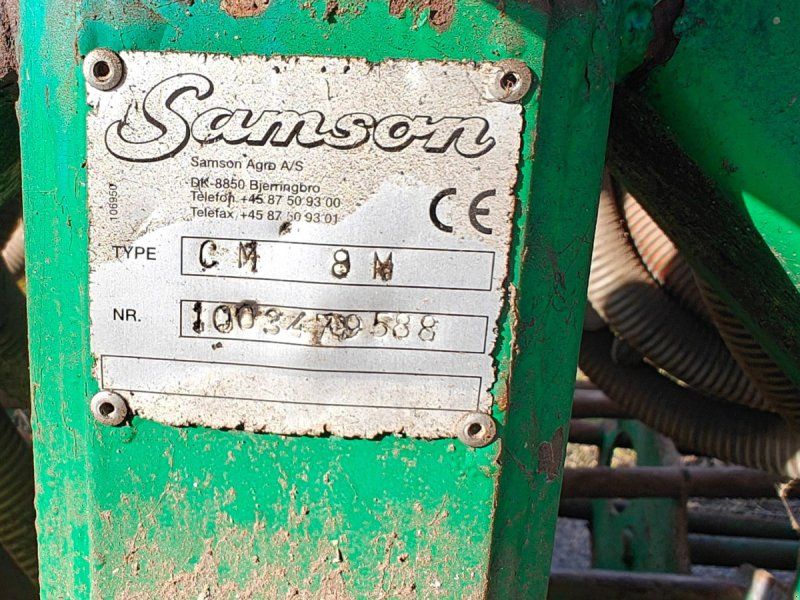 Samson
Samson Agro A/S
DK-8850 Bjerringbro
Telefon +45 87 50 93 00
Telefax +45 87 50 93 01
CE
106950
TYPE CM 8M
NR.